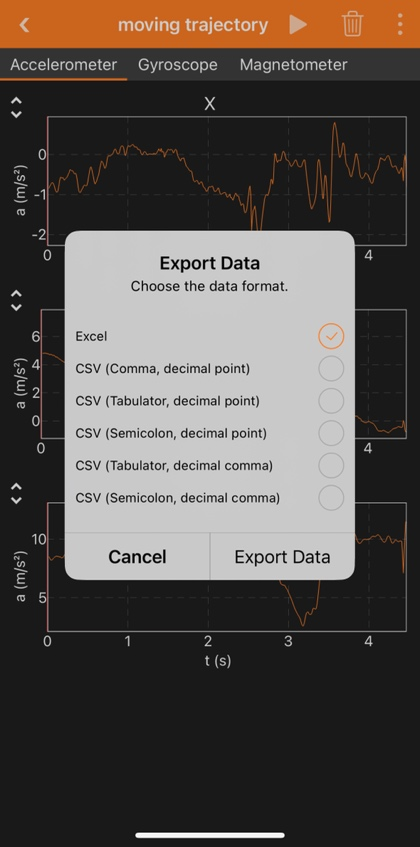 moving trajectory
Accelerometer Gyroscope Magnetometer
X
a (m/s²)
0
-1
-2
0
4
Export Data
Choose the data format.
Excel
CSV (Comma, decimal point)
CSV (Tabulator, decimal point)
CSV (Semicolon, decimal point)
CSV (Tabulator, decimal comma)
CSV (Semicolon, decimal comma)
Cancel Export Data
a (m/s²)
6
4
2
0
0
4
a (m/s²)
10
5
0 1 2 3 4
t (s)